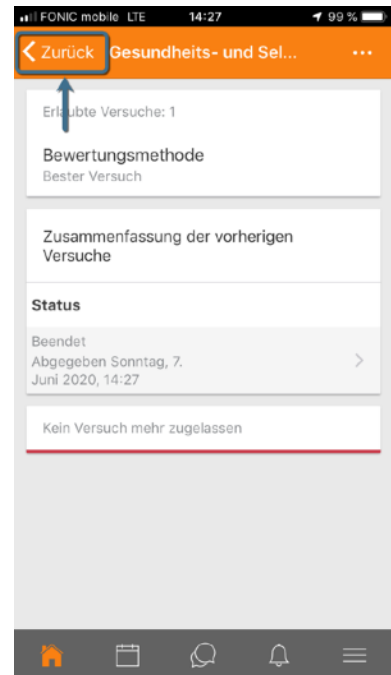 FONIC mobile LTE 14:27 99 %
Zurück Gesundheits- und Sel... ...
Erlaubte Versuche: 1
Bewertungsmethode
Bester Versuch
Zusammenfassung der vorherigen
Versuche
Status
Beendet
Abgegeben Sonntag, 7.
Juni 2020, 14:27
Kein Versuch mehr zugelassen